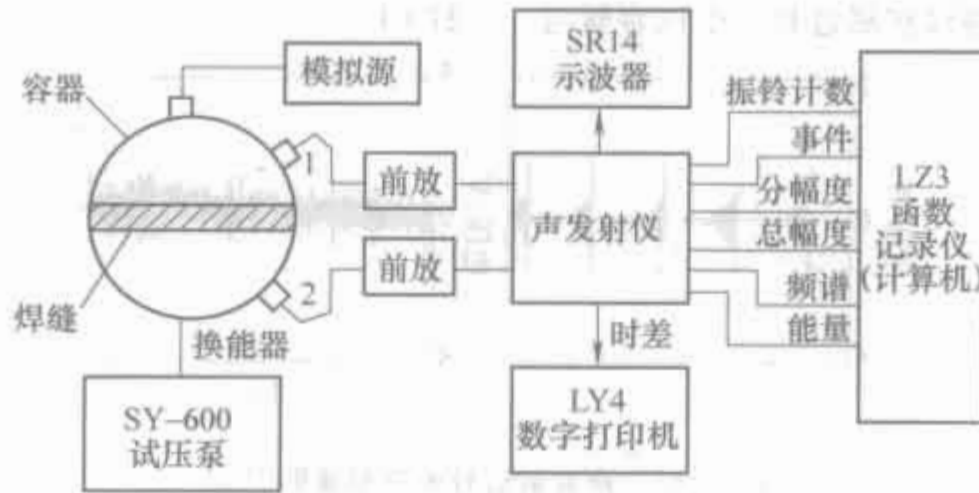 容器
模拟源
SR14
示波器
振铃计数
事件
分幅度
总幅度
频谱
能量
LZ3
函数
记录仪
(计算机)
1
前放
声发射仪
2
前放
焊缝
换能器
时差
SY-600
试压泵
LY4
数字打印机